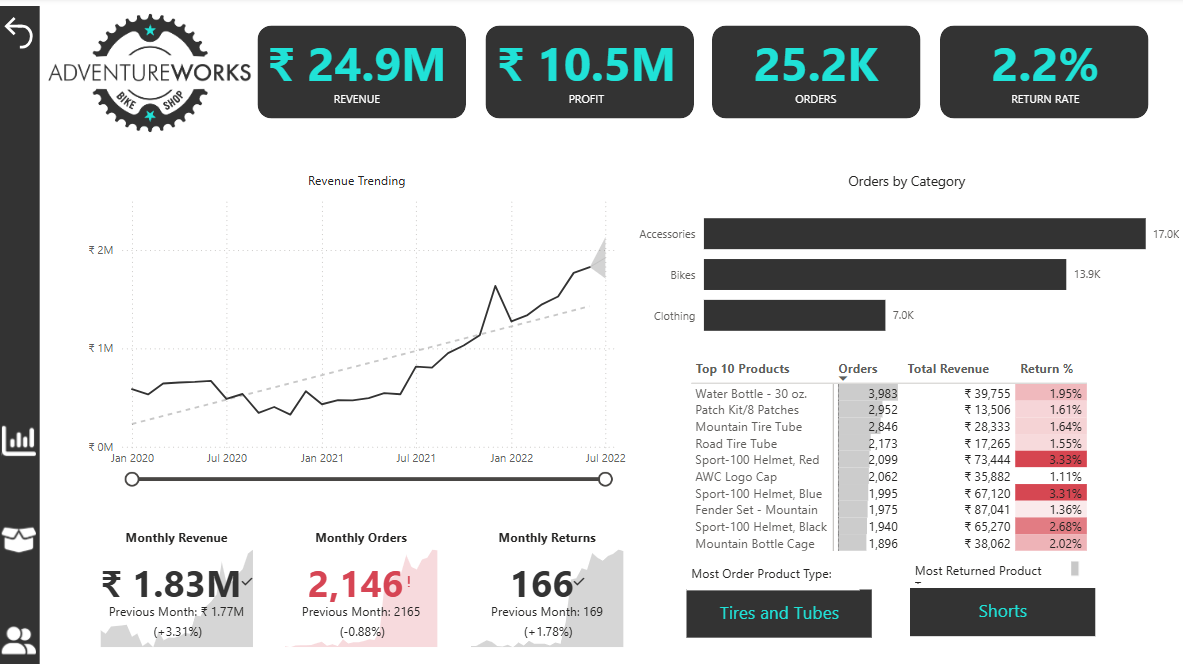 ADVENTUREWORKS
BIKE SHOP
₹ 24.9M
REVENUE
₹ 10.5M
PROFIT
25.2K
ORDERS
2.2%
RETURN RATE
Revenue Trending
₹ 2M
₹ 1M
₹ 0M
Jan 2020 Jul 2020 Jan 2021 Jul 2021 Jan 2022 Jul 2022
Orders by Category
Accessories 17.0K
Bikes 13.9K
Clothing 7.0K
Top 10 Products Orders Total Revenue Return %
Water Bottle - 30 oz. 3,983 ₹ 39,755 1.95%
Patch Kit/8 Patches 2,952 ₹ 13,506 1.61%
Mountain Tire Tube 2,846 ₹ 28,333 1.64%
Road Tire Tube 2,173 ₹ 17,265 1.55%
Sport-100 Helmet, Red 2,099 ₹ 73,444 3.33%
AWC Logo Cap 2,062 ₹ 35,882 1.11%
Sport-100 Helmet, Blue 1,995 ₹ 67,120 3.31%
Fender Set - Mountain 1,975 ₹ 87,041 1.36%
Sport-100 Helmet, Black 1,940 ₹ 65,270 2.68%
Mountain Bottle Cage 1,896 ₹ 38,062 2.02%
Monthly Revenue
₹ 1.83M
Previous Month: ₹ 1.77M
(+3.31%)
Monthly Orders
2,146!
Previous Month: 2165
(-0.88%)
Monthly Returns
166
Previous Month: 169
(+1.78%)
Most Order Product Type:
Tires and Tubes
Most Returned Product
Shorts